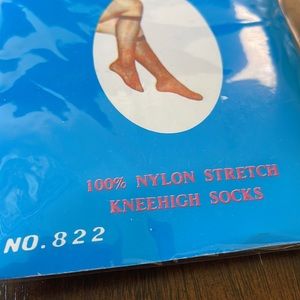 100% NYLON STRETCH
KNEEHIGH SOCKS
NO.822